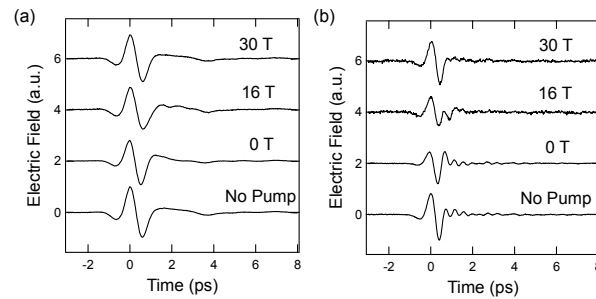 (a)
30 T
16 T
0 T
No Pump
6
4
2
0
Electric Field (a.u.)
-2 0 2 4 6 8
Time (ps)
(b)
30 T
16 T
0 T
No Pump
6
4
2
0
Electric Field (a.u.)
-2 0 2 4 6 8
Time (ps)